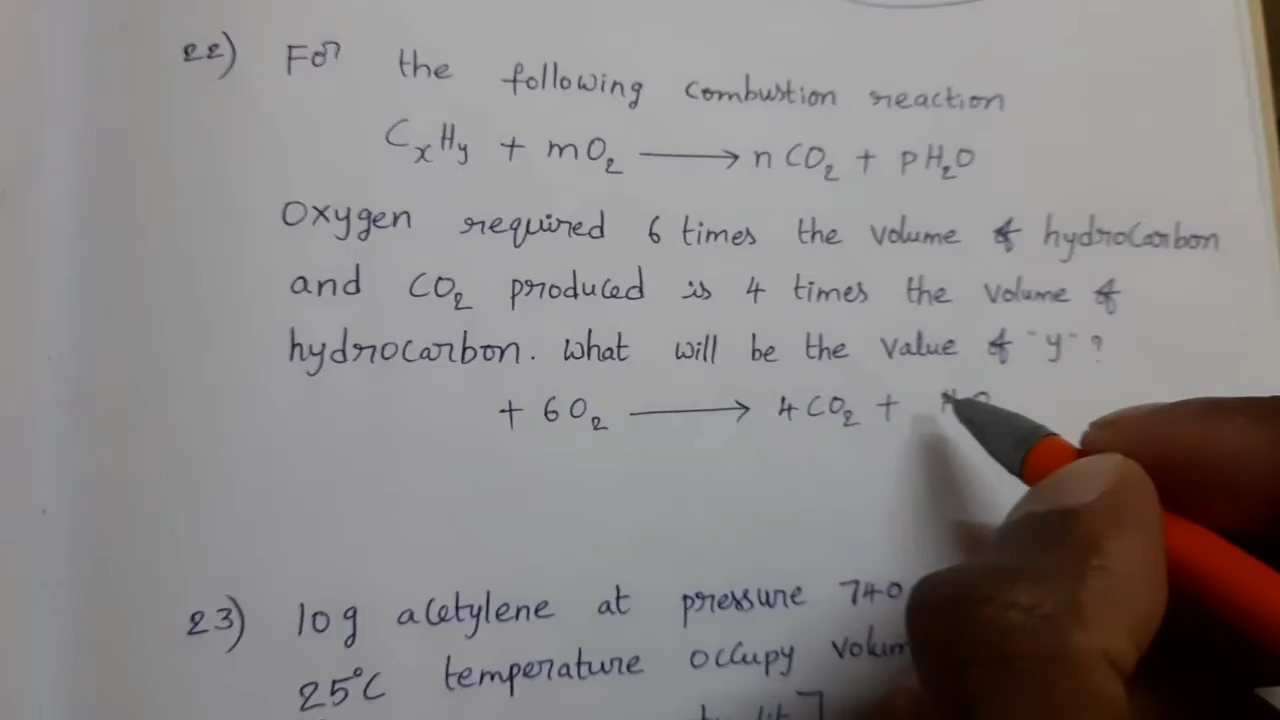 22) For the following combustion reaction
CxHy + mO2 ⟶ nCO2 + pH2O
Oxygen required 6 times the volume of hydrocarbon
and CO2 produced is 4 times the volume of
hydrocarbon. What will be the value of "y"?
+ 6O2 ⟶ 4CO2 +
23) 10g acetylene at pressure 740
25°C temperature occupy